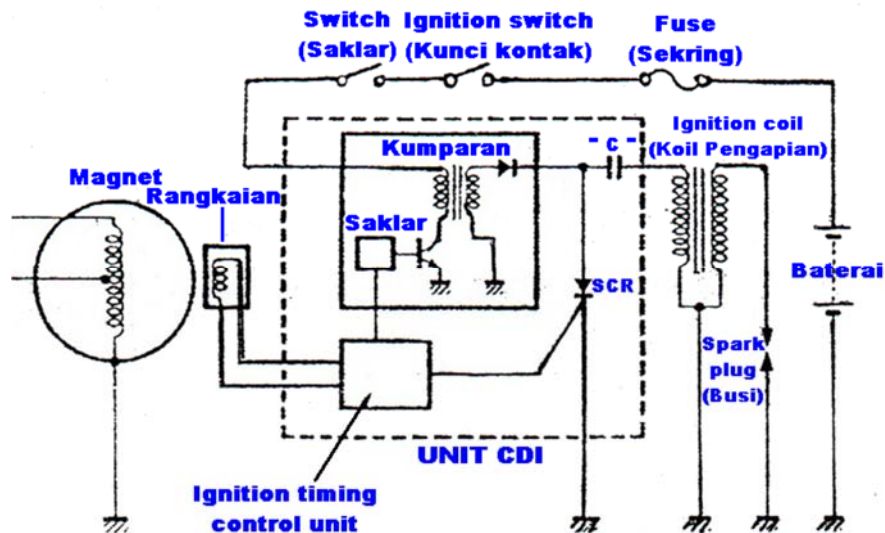 Switch
(Saklar)
Ignition switch
(Kunci kontak)
Fuse
(Sekring)
Ignition coil
(Koil Pengapian)
- C -
Kumparan
Magnet
Rangkaian
Saklar
SCR
Baterai
Spark
plug
(Busi)
UNIT CDI
Ignition timing
control unit